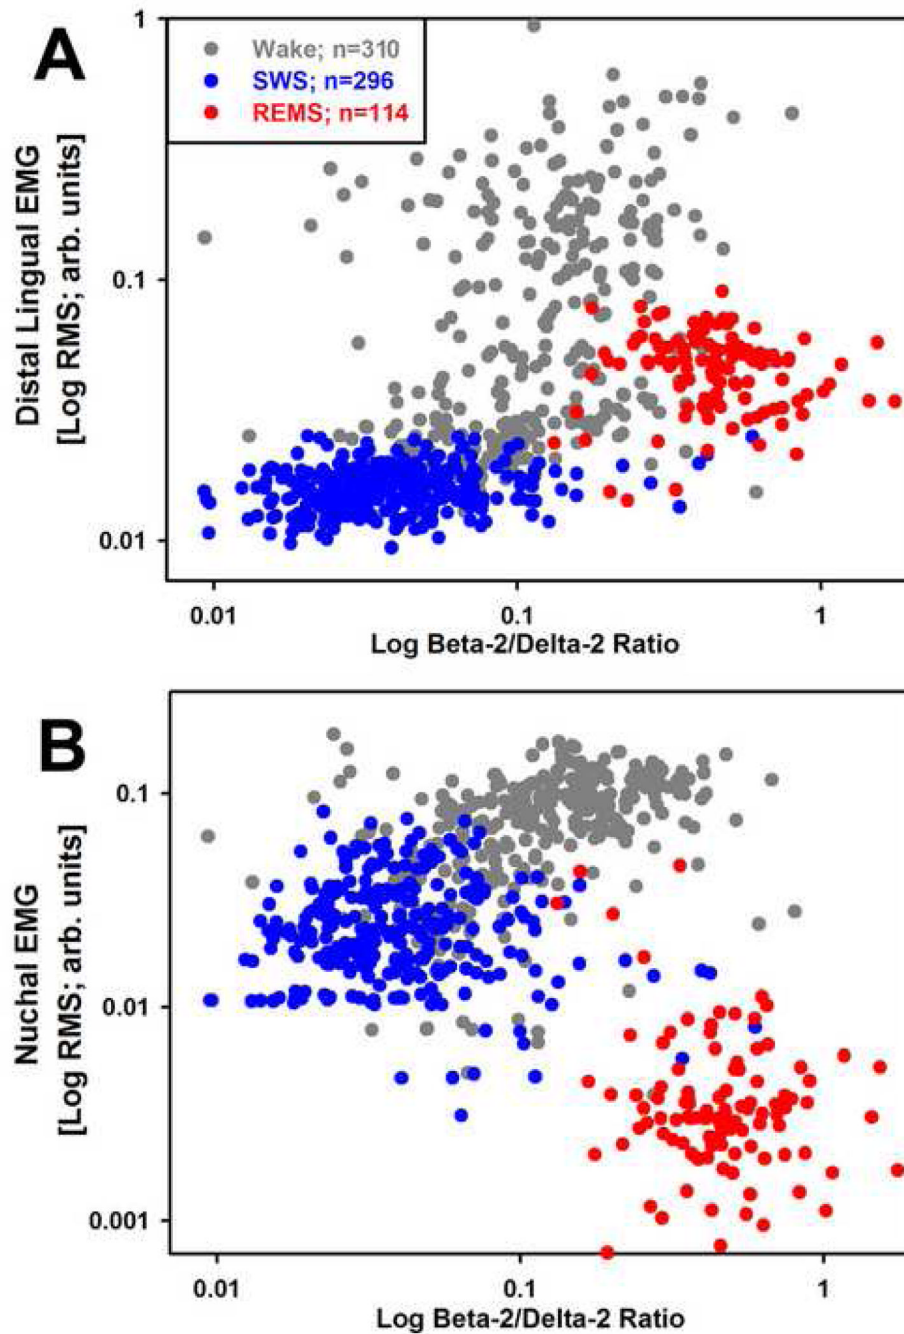 A
1
Wake; n=310
SWS; n=296
REMS; n=114
Distal Lingual EMG
[Log RMS; arb. units]
0.1
0.01
0.01
0.1
1
Log Beta-2/Delta-2 Ratio
B
Nuchal EMG
[Log RMS; arb. units]
0.1
0.01
0.001
0.01
0.1
1
Log Beta-2/Delta-2 Ratio